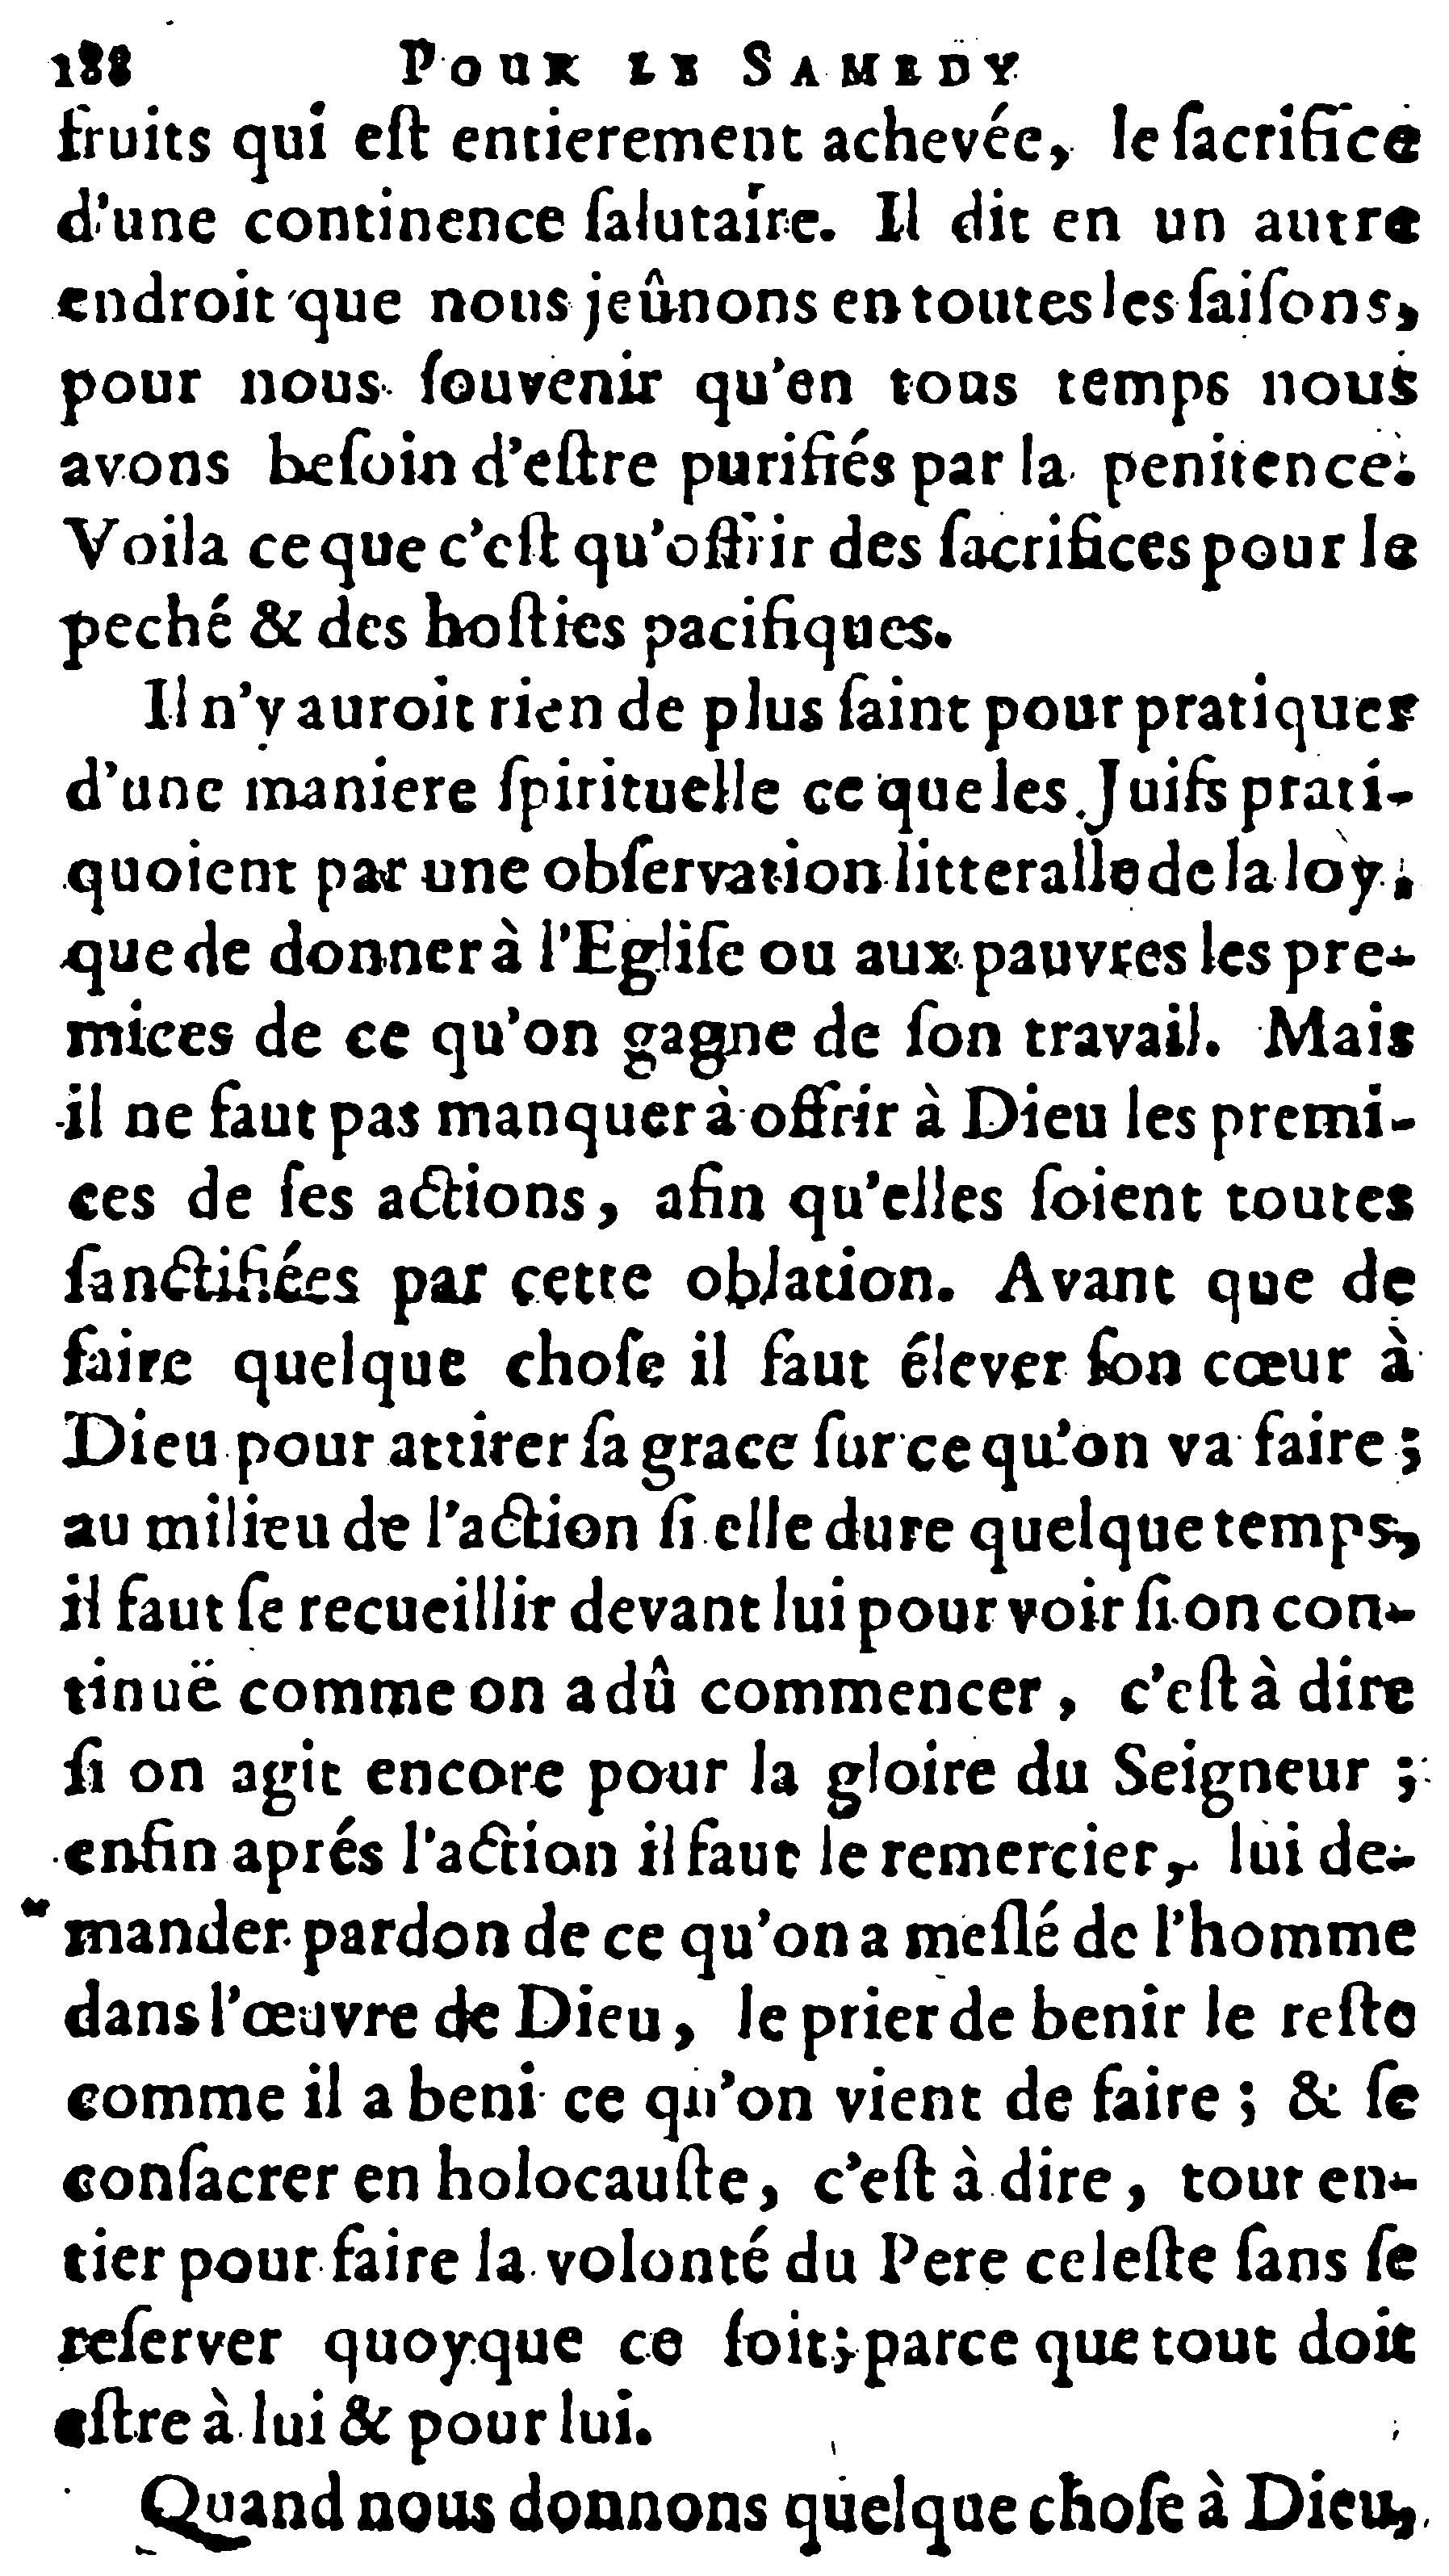 188 POUR LE SAMEDY
fruits qui eſt entierement achevée, le ſacrifice
d'une continence ſalutaire. Il dit en un autre
endroit que nous jeûnons en toutes les ſaiſons,
pour nous ſouvenir qu'en tous temps nous
avons beſoin d'eſtre purifiés par la penitence.
Voila ce que c'eſt qu'offrir des ſacrifices pour le
peché & des hoſties pacifiques.
Il n'y auroit rien de plus ſaint pour pratiquer
d'une maniere ſpirituelle ce que les Juifs prati-
quoient par une obſervation litteralle de la loy,
que de donner à l'Egliſe ou aux pauvres les pre-
mices de ce qu'on gagne de ſon travail. Mais
il ne faut pas manquer à offrir à Dieu les premi-
ces de ſes actions, afin qu'elles ſoient toutes
ſanctifiées par cette oblation. Avant que de
faire quelque choſe il faut élever ſon cœur à
Dieu pour attirer ſa grace ſur ce qu'on va faire ;
au milieu de l'action ſi elle dure quelque temps,
il faut ſe recueillir devant lui pour voir ſi on con-
tinuë comme on a dû commencer, c'eſt à dire
ſi on agit encore pour la gloire du Seigneur ;
enfin aprés l'action il faut le remercier, lui de-
mander pardon de ce qu'on a meſlé de l'homme
dans l'œuvre de Dieu, le prier de benir le reſte
comme il a beni ce qu'on vient de faire ; & ſe
conſacrer en holocauſte, c'eſt à dire, tout en-
tier pour faire la volonté du Pere celeſte ſans ſe
reſerver quoyque ce ſoit; parce que tout doit
eſtre à lui & pour lui.
Quand nous donnons quelque choſe à Dieu,